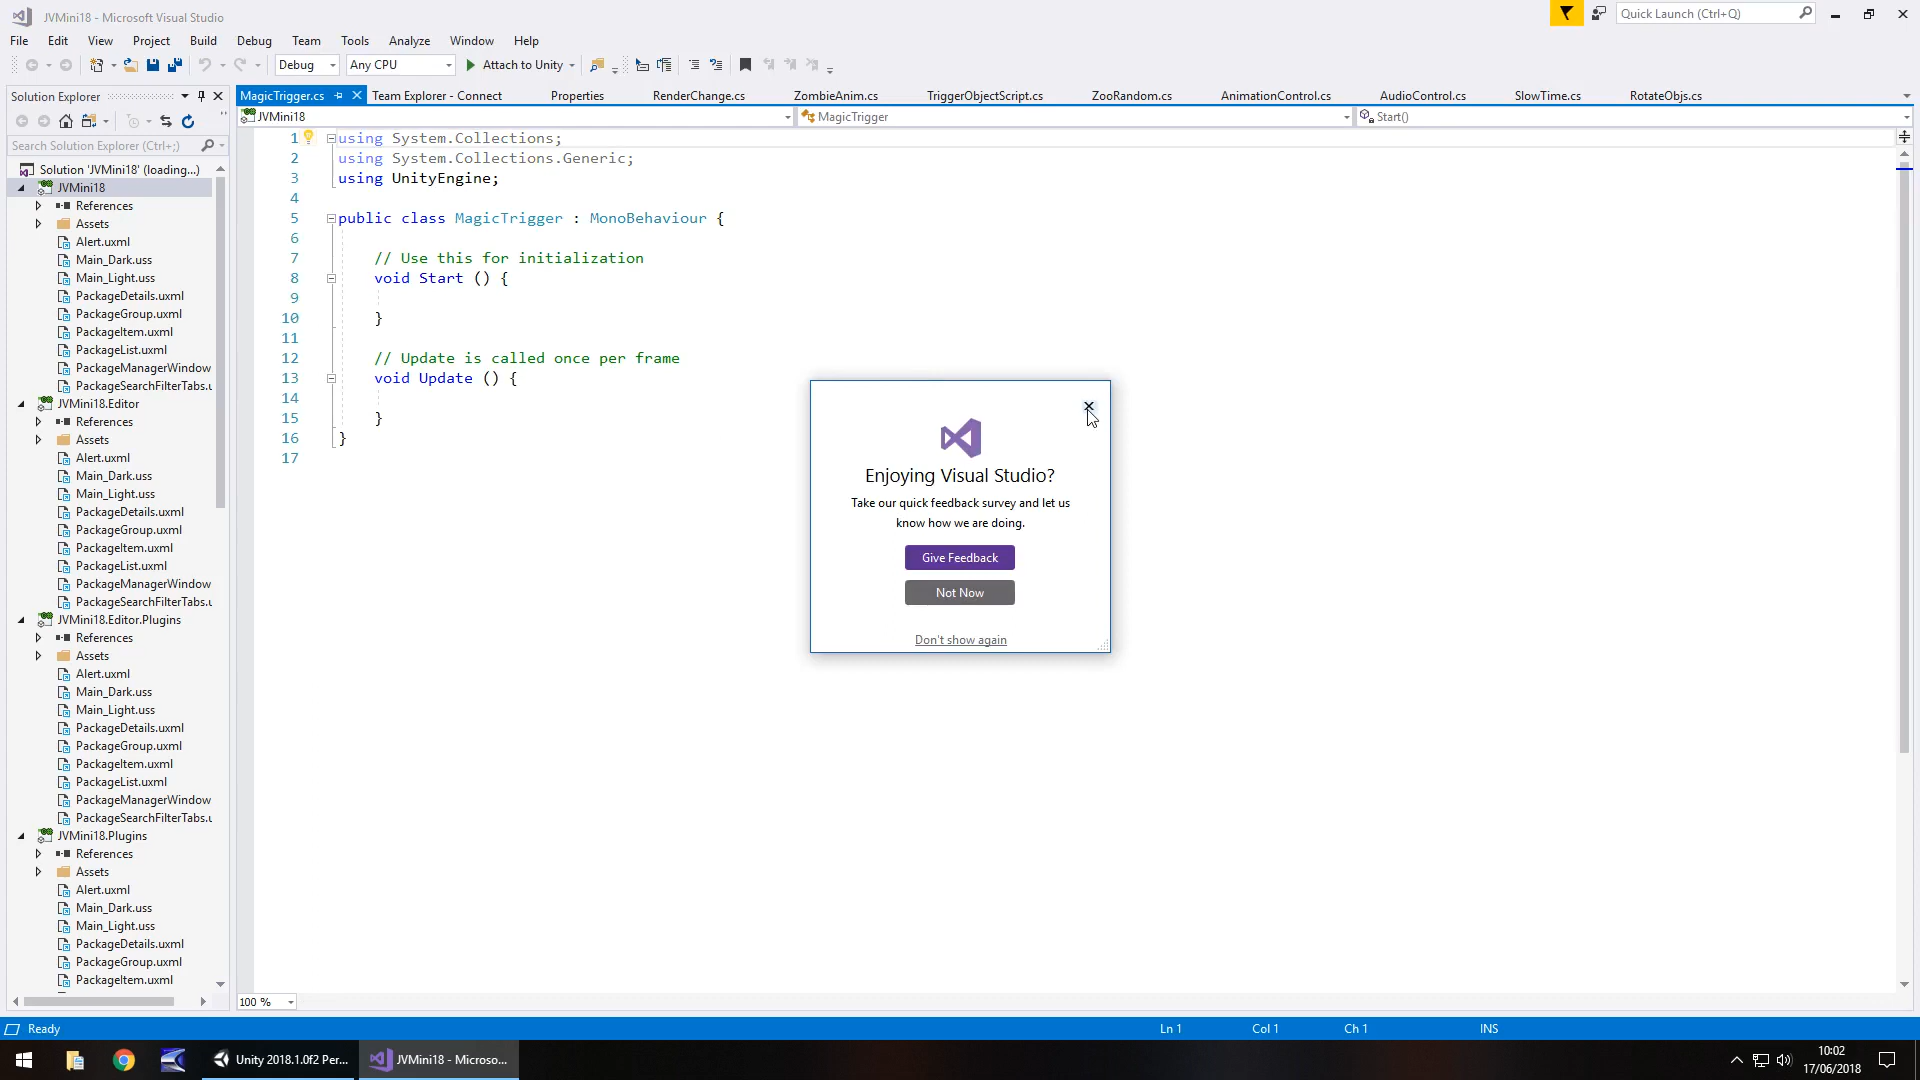 JVMini18 - Microsoft Visual Studio
Quick Launch (Ctrl+Q)
File Edit View Project Build Debug Team Tools Analyze Window Help
Debug Any CPU Attach to Unity
Solution Explorer
MagicTrigger.cs Team Explorer - Connect Properties RenderChange.cs ZombieAnim.cs TriggerObjectScript.cs ZooRandom.cs AnimationControl.cs AudioControl.cs SlowTime.cs RotateObjs.cs
JVMini18 MagicTrigger Start()
Search Solution Explorer (Ctrl+;)
Solution 'JVMini18' (loading...)
JVMini18
References
Assets
Alert.uxml
Main_Dark.uss
Main_Light.uss
PackageDetails.uxml
PackageGroup.uxml
PackageItem.uxml
PackageList.uxml
PackageManagerWindow
PackageSearchFilterTabs.u
JVMini18.Editor
References
Assets
Alert.uxml
Main_Dark.uss
Main_Light.uss
PackageDetails.uxml
PackageGroup.uxml
PackageItem.uxml
PackageList.uxml
PackageManagerWindow
PackageSearchFilterTabs.u
JVMini18.Editor.Plugins
References
Assets
Alert.uxml
Main_Dark.uss
Main_Light.uss
PackageDetails.uxml
PackageGroup.uxml
PackageItem.uxml
PackageList.uxml
PackageManagerWindow
PackageSearchFilterTabs.u
JVMini18.Plugins
References
Assets
Alert.uxml
Main_Dark.uss
Main_Light.uss
PackageDetails.uxml
PackageGroup.uxml
PackageItem.uxml
1 using System.Collections;
2 using System.Collections.Generic;
3 using UnityEngine;
4
5 public class MagicTrigger : MonoBehaviour {
6
7 // Use this for initialization
8 void Start () {
9
10 }
11
12 // Update is called once per frame
13 void Update () {
14
15 }
16 }
17
Enjoying Visual Studio?
Take our quick feedback survey and let us
know how we are doing.
Give Feedback
Not Now
Don't show again
100 %
Ready Ln 1 Col 1 Ch 1 INS
Unity 2018.1.0f2 Per... JVMini18 - Microso...
10:02
17/06/2018